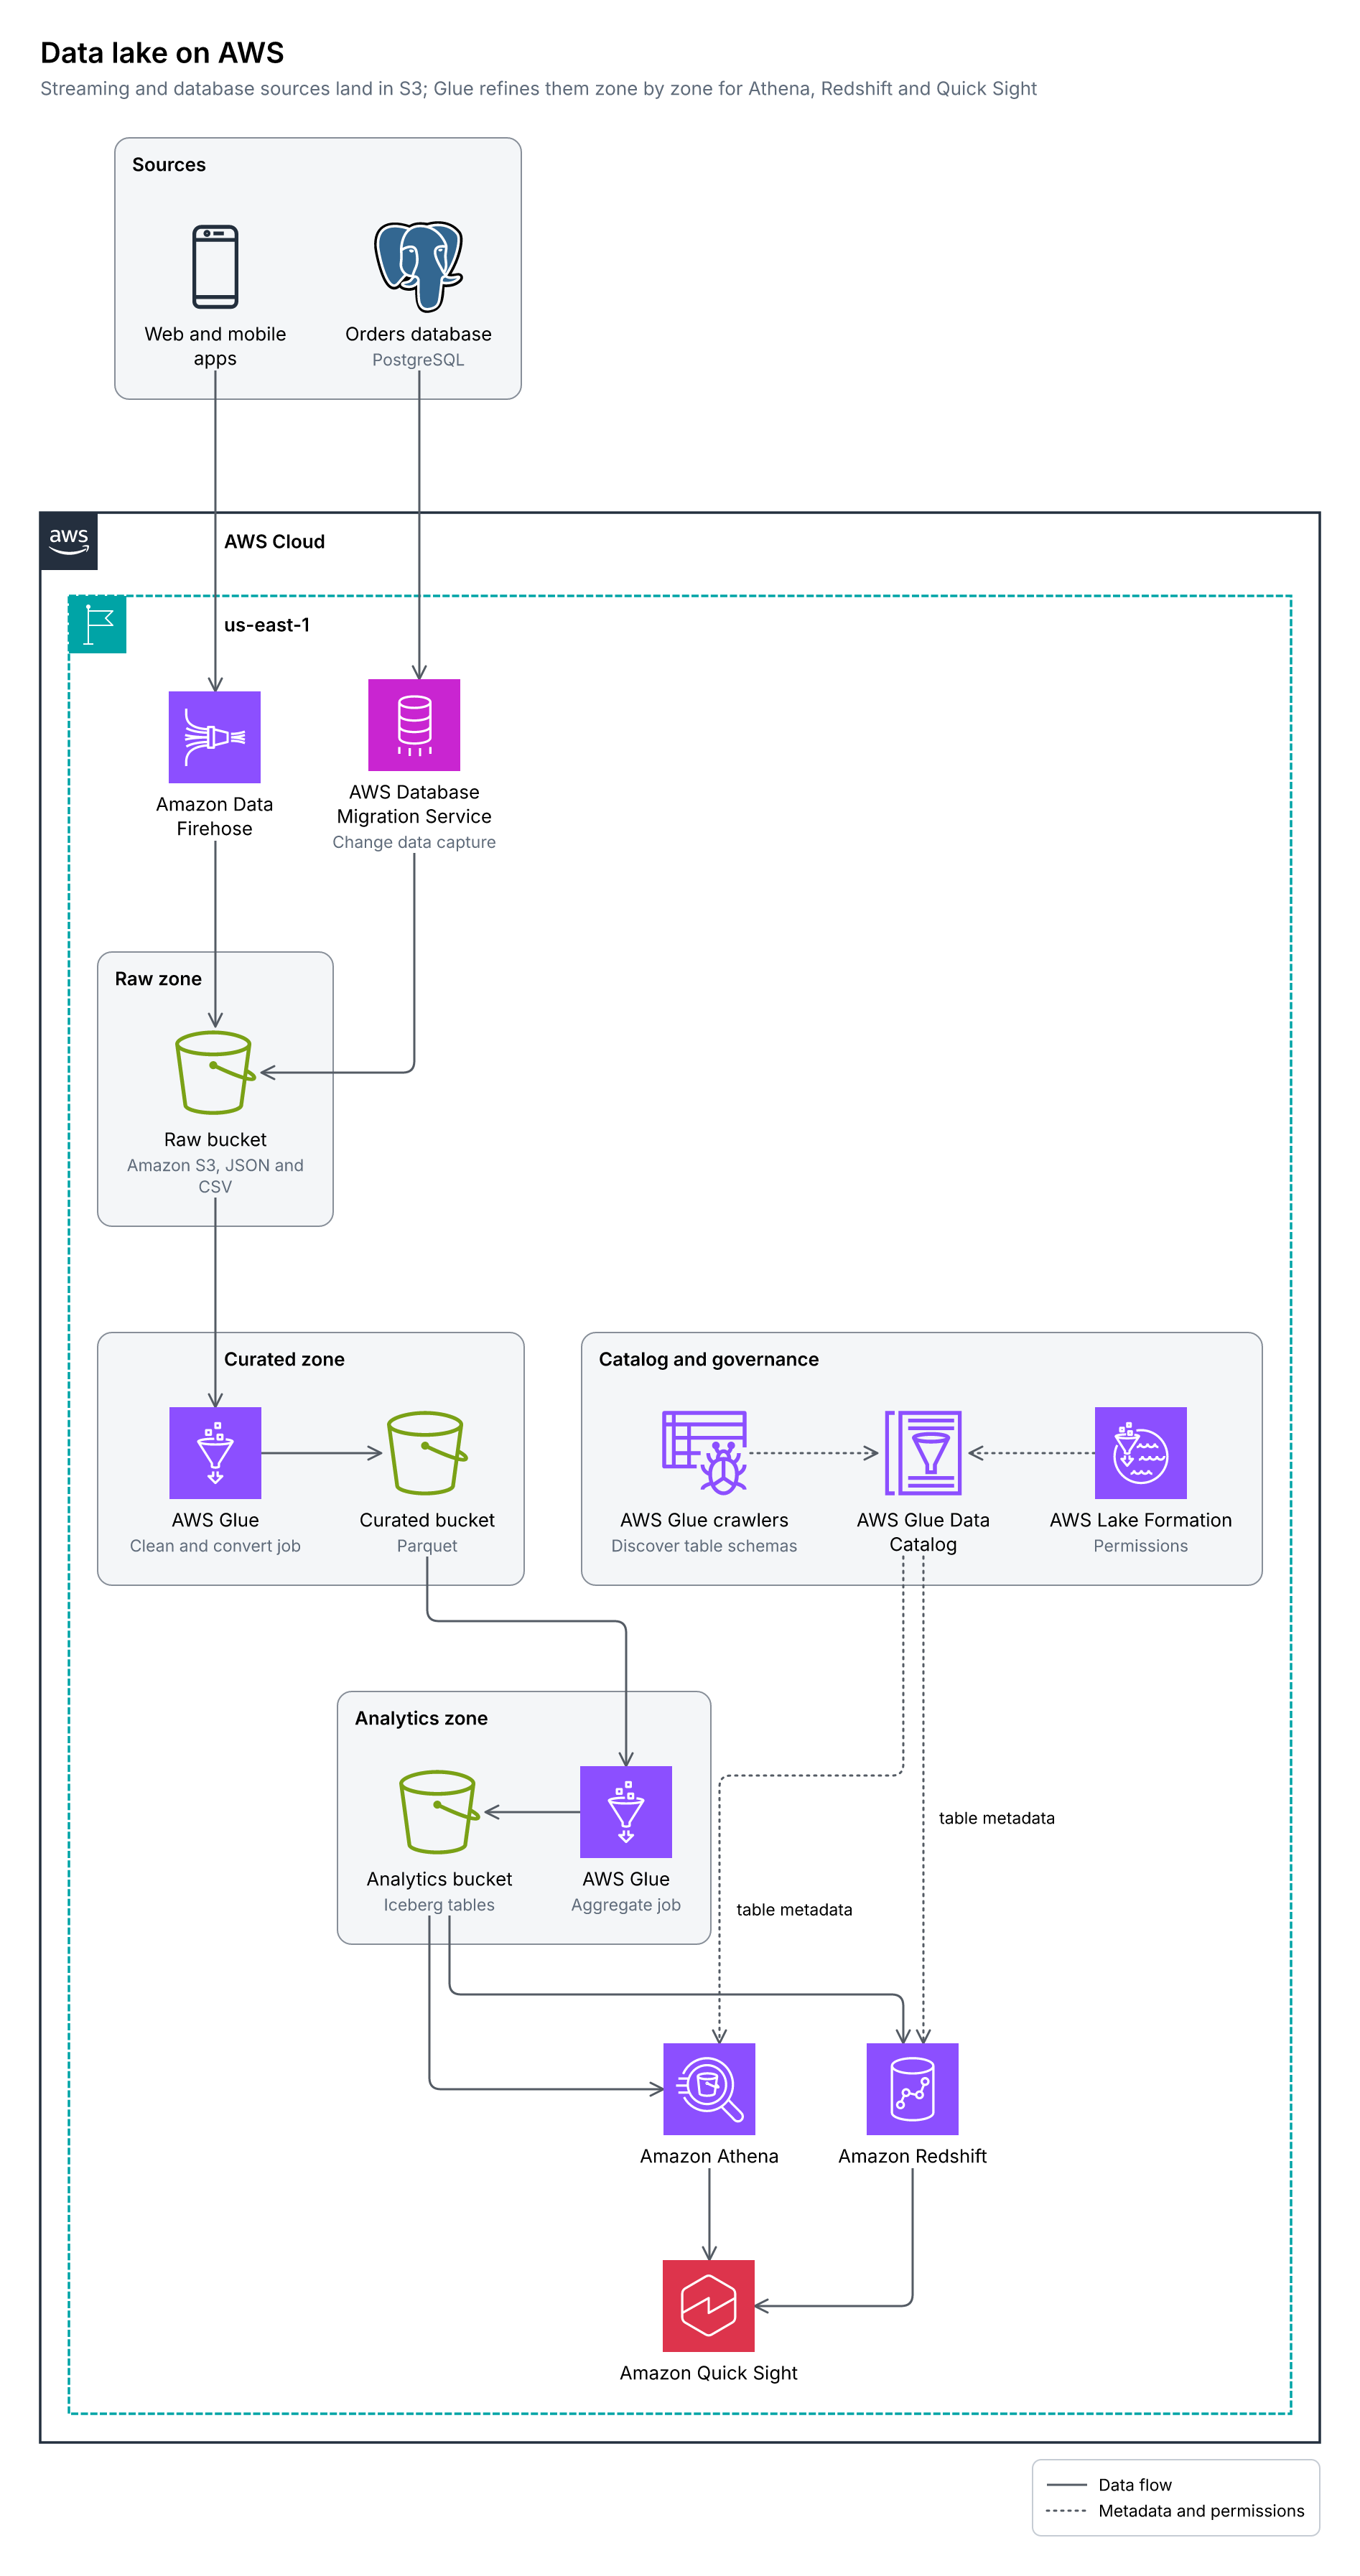 Data lake on AWS
Streaming and database sources land in S3; Glue refines them zone by zone for Athena, Redshift and Quick Sight
Sources
Web and mobile
apps
Orders database
PostgreSQL
aws
AWS Cloud
us-east-1
Amazon Data
Firehose
AWS Database
Migration Service
Change data capture
Raw zone
Raw bucket
Amazon S3, JSON and
CSV
Curated zone
AWS Glue
Clean and convert job
Curated bucket
Parquet
Catalog and governance
AWS Glue crawlers
Discover table schemas
AWS Glue Data
Catalog
AWS Lake Formation
Permissions
Analytics zone
Analytics bucket
Iceberg tables
AWS Glue
Aggregate job
table metadata
table metadata
Amazon Athena
Amazon Redshift
Amazon Quick Sight
Data flow
Metadata and permissions